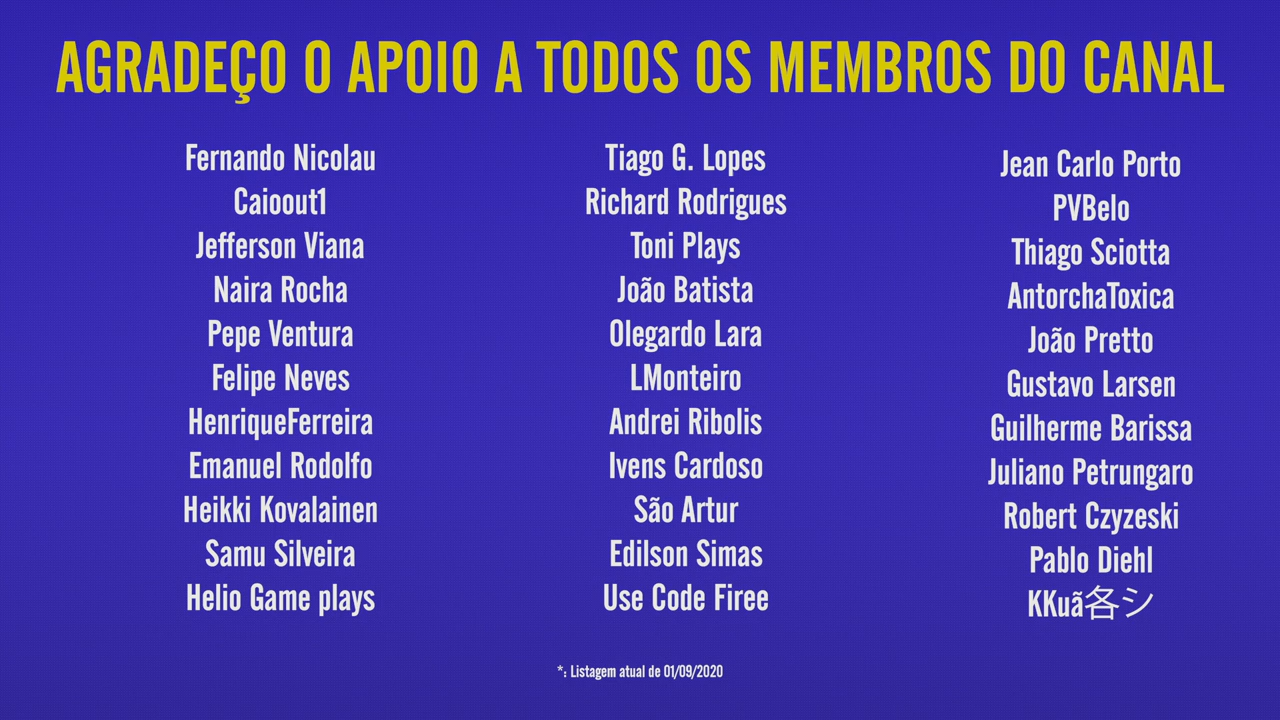 AGRADEÇO O APOIO A TODOS OS MEMBROS DO CANAL
Fernando Nicolau
Caioout1
Jefferson Viana
Naira Rocha
Pepe Ventura
Felipe Neves
HenriqueFerreira
Emanuel Rodolfo
Heikki Kovalainen
Samu Silveira
Helio Game plays
Tiago G. Lopes
Richard Rodrigues
Toni Plays
João Batista
Olegardo Lara
LMonteiro
Andrei Ribolis
Ivens Cardoso
São Artur
Edilson Simas
Use Code Firee
Jean Carlo Porto
PVBelo
Thiago Sciotta
AntorchaToxica
João Pretto
Gustavo Larsen
Guilherme Barissa
Juliano Petrungaro
Robert Czyzeski
Pablo Diehl
KKuã各シ
*: Listagem atual de 01/09/2020